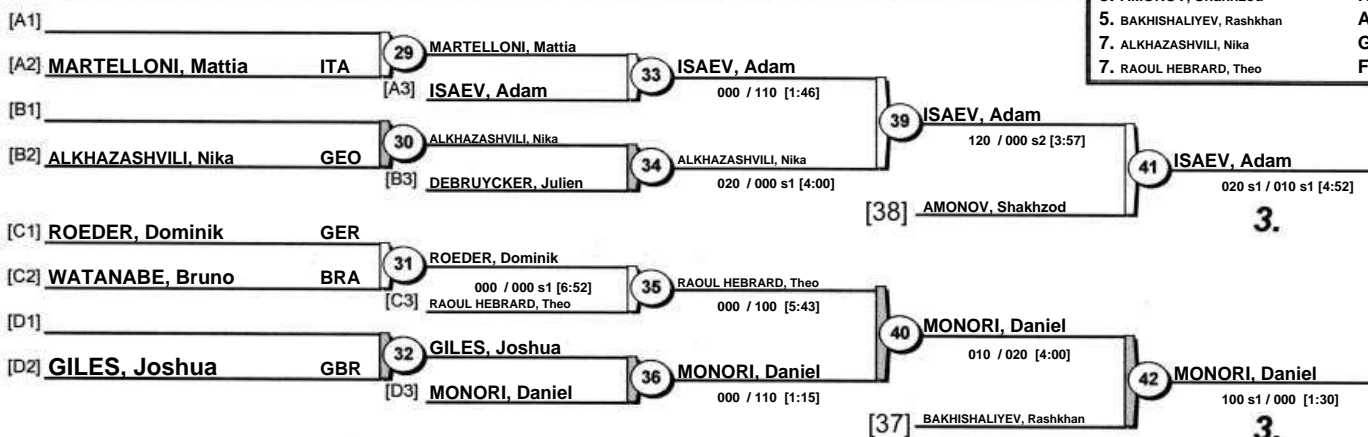 5. BAKHISHALIYEV, Rashkhan A
7. ALKHAZASHVILI, Nika G
7. RAOUL HEBRARD, Theo F
[A1]
[A2] MARTELLONI, Mattia ITA
29
MARTELLONI, Mattia
[A3] ISAEV, Adam
33
ISAEV, Adam
000 / 110 [1:46]
[B1]
[B2] ALKHAZASHVILI, Nika GEO
30
ALKHAZASHVILI, Nika
[B3] DEBRUYCKER, Julien
34
ALKHAZASHVILI, Nika
020 / 000 s1 [4:00]
39
ISAEV, Adam
120 / 000 s2 [3:57]
[38] AMONOV, Shakhzod
41
ISAEV, Adam
020 s1 / 010 s1 [4:52]
3.
[C1] ROEDER, Dominik GER
[C2] WATANABE, Bruno BRA
31
ROEDER, Dominik
000 / 000 s1 [6:52]
[C3] RAOUL HEBRARD, Theo
35
RAOUL HEBRARD, Theo
000 / 100 [5:43]
[D1]
[D2] GILES, Joshua GBR
32
GILES, Joshua
[D3] MONORI, Daniel
36
MONORI, Daniel
000 / 110 [1:15]
40
MONORI, Daniel
010 / 020 [4:00]
[37] BAKHISHALIYEV, Rashkhan
42
MONORI, Daniel
100 s1 / 000 [1:30]
3.